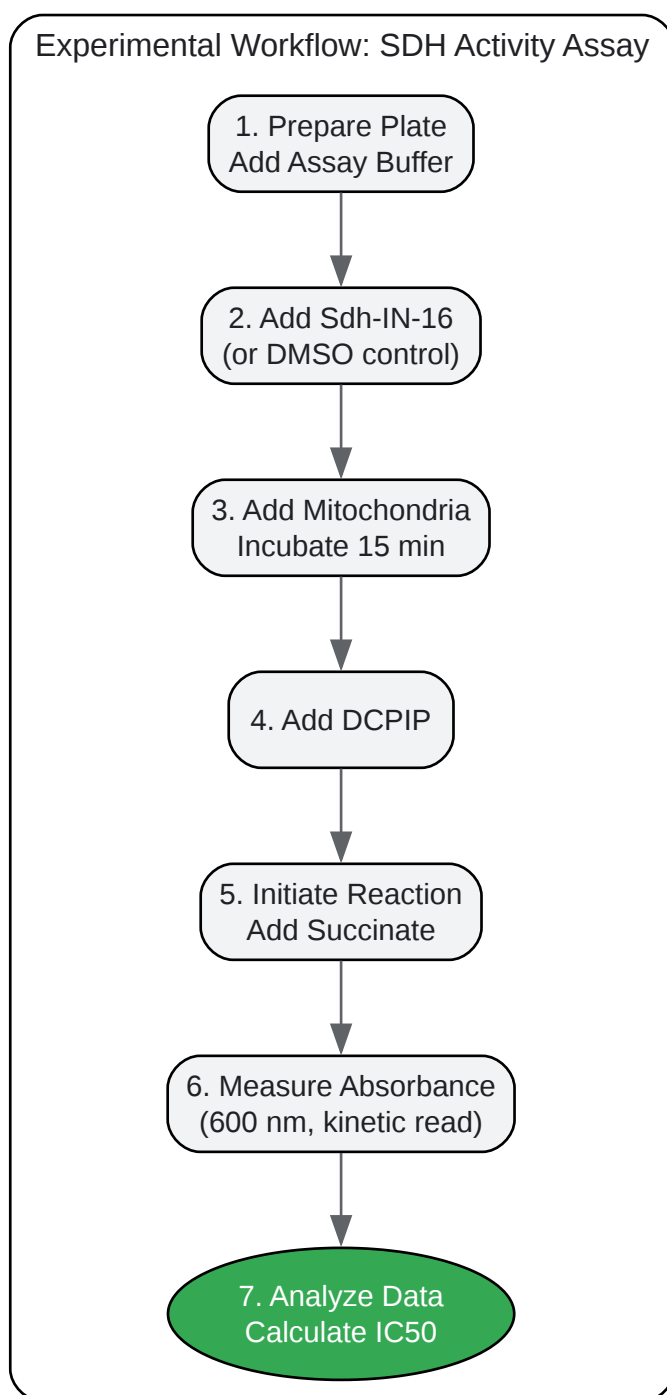 Experimental Workflow: SDH Activity Assay
1. Prepare Plate
Add Assay Buffer
2. Add Sdh-IN-16
(or DMSO control)
3. Add Mitochondria
Incubate 15 min
4. Add DCPIP
5. Initiate Reaction
Add Succinate
6. Measure Absorbance
(600 nm, kinetic read)
7. Analyze Data
Calculate IC50